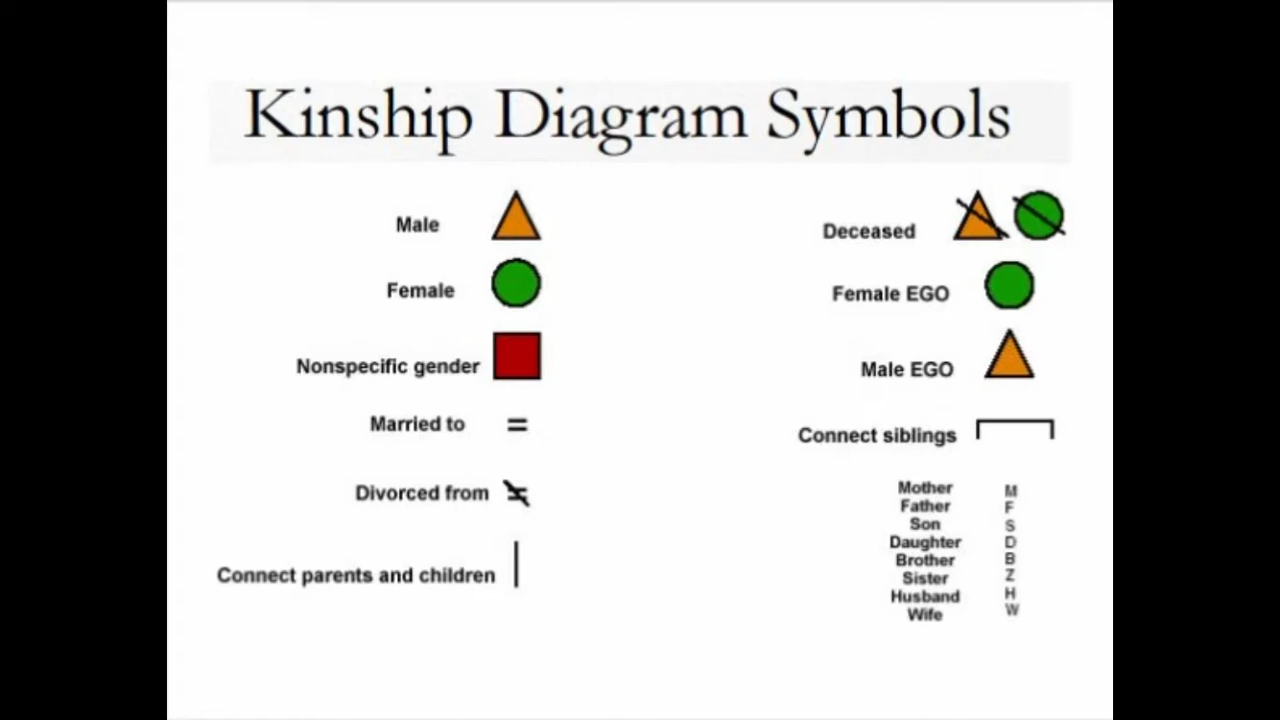 Kinship Diagram Symbols
Male
Female
Nonspecific gender
Married to
=
Divorced from
Connect parents and children
Deceased
Female EGO
Male EGO
Connect siblings
Mother M
Father F
Son S
Daughter D
Brother B
Sister Z
Husband H
Wife W